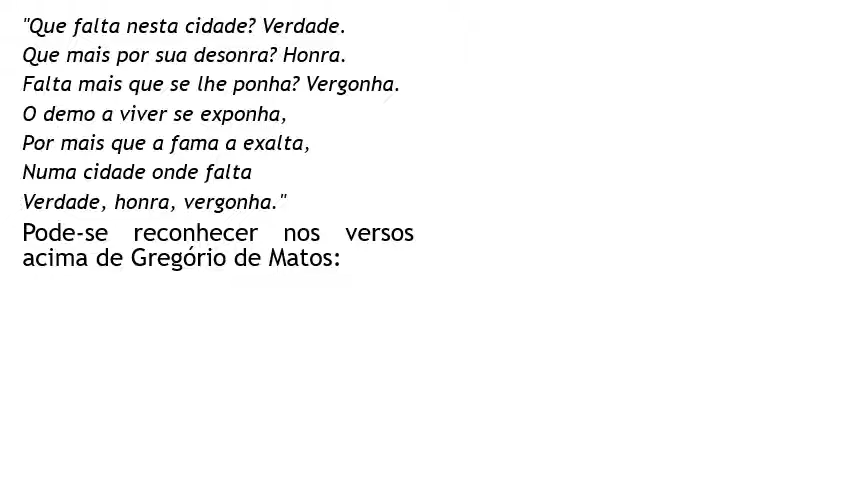 "Que falta nesta cidade? Verdade.
Que mais por sua desonra? Honra.
Falta mais que se lhe ponha? Vergonha.
O demo a viver se exponha,
Por mais que a fama a exalta,
Numa cidade onde falta
Verdade, honra, vergonha."
Pode-se reconhecer nos versos
acima de Gregório de Matos: